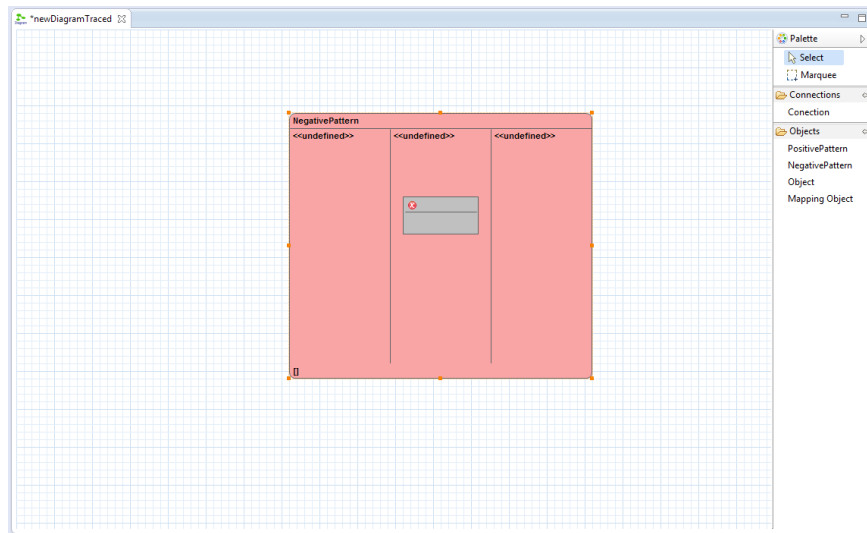 *newDiagramTraced
Palette
Select
Marquee
Connections
Conection
Objects
PositivePattern
NegativePattern
Object
Mapping Object
NegativePattern
<<undefined>> <<undefined>> <<undefined>>
[]